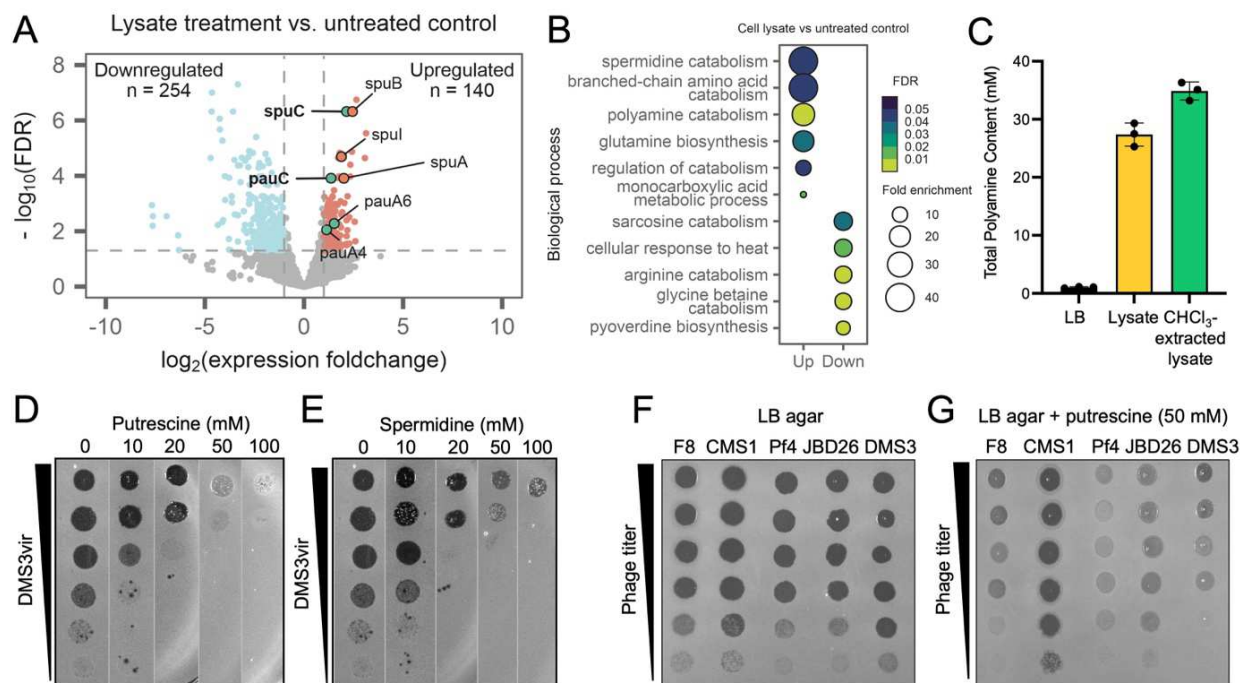 A
Lysate treatment vs. untreated control
Downregulated
n = 254
Upregulated
n = 140
spuB
spuC
spuI
spuA
pauC
pauA6
pauA4
8
6
4
2
0
- log10(FDR)
-10
-5
0
5
10
log2(expression foldchange)
B
Cell lysate vs untreated control
Biological process
spermidine catabolism
branched-chain amino acid
catabolism
polyamine catabolism
glutamine biosynthesis
regulation of catabolism
monocarboxylic acid
metabolic process
sarcosine catabolism
cellular response to heat
arginine catabolism
glycine betaine
catabolism
pyoverdine biosynthesis
Up Down
FDR
0.05
0.04
0.03
0.02
0.01
Fold enrichment
10
20
30
40
C
Total Polyamine Content (mM)
40
30
20
10
0
LB
Lysate
CHCl3-
extracted
lysate
D
Putrescine (mM)
0 10 20 50 100
DMS3vir
E
Spermidine (mM)
0 10 20 50 100
DMS3vir
F
LB agar
F8 CMS1 Pf4 JBD26 DMS3
Phage titer
G
LB agar + putrescine (50 mM)
F8 CMS1 Pf4 JBD26 DMS3
Phage titer